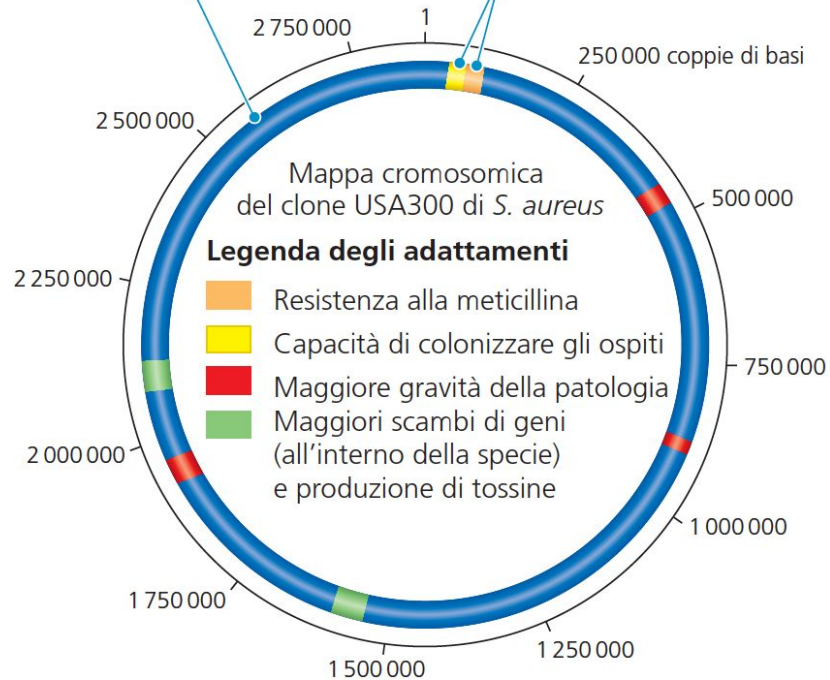 1
250 000 coppie di basi
500 000
750 000
1 000 000
1 250 000
1 500 000
1 750 000
2 000 000
2 250 000
2 500 000
2 750 000
Mappa cromosomica
del clone USA300 di S. aureus
Legenda degli adattamenti
Resistenza alla meticillina
Capacità di colonizzare gli ospiti
Maggiore gravità della patologia
Maggiori scambi di geni
(all'interno della specie)
e produzione di tossine